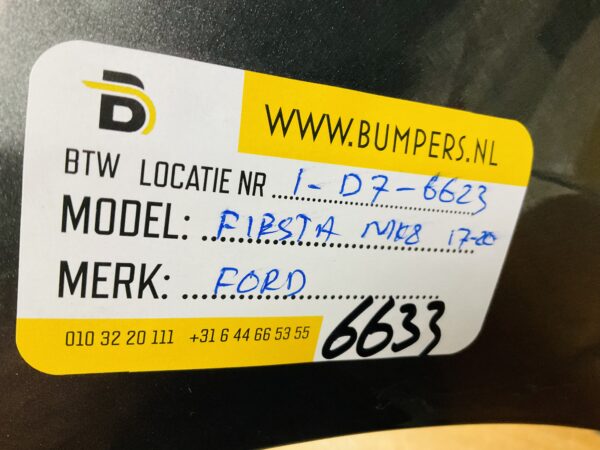 B
WWW.BUMPERS.NL
BTW LOCATIE NR 1-D7-6623
MODEL: FIESTA MK8 17-20
MERK: FORD
010 32 20 111 +31 6 44 66 53 55
6633